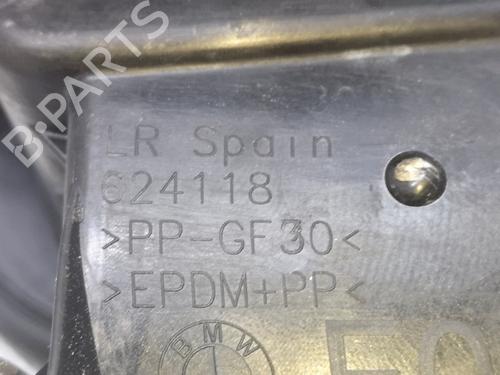 B-PARTS
LR Spain
624118
>PP-GF30<
>EPDM+PP<
BMW